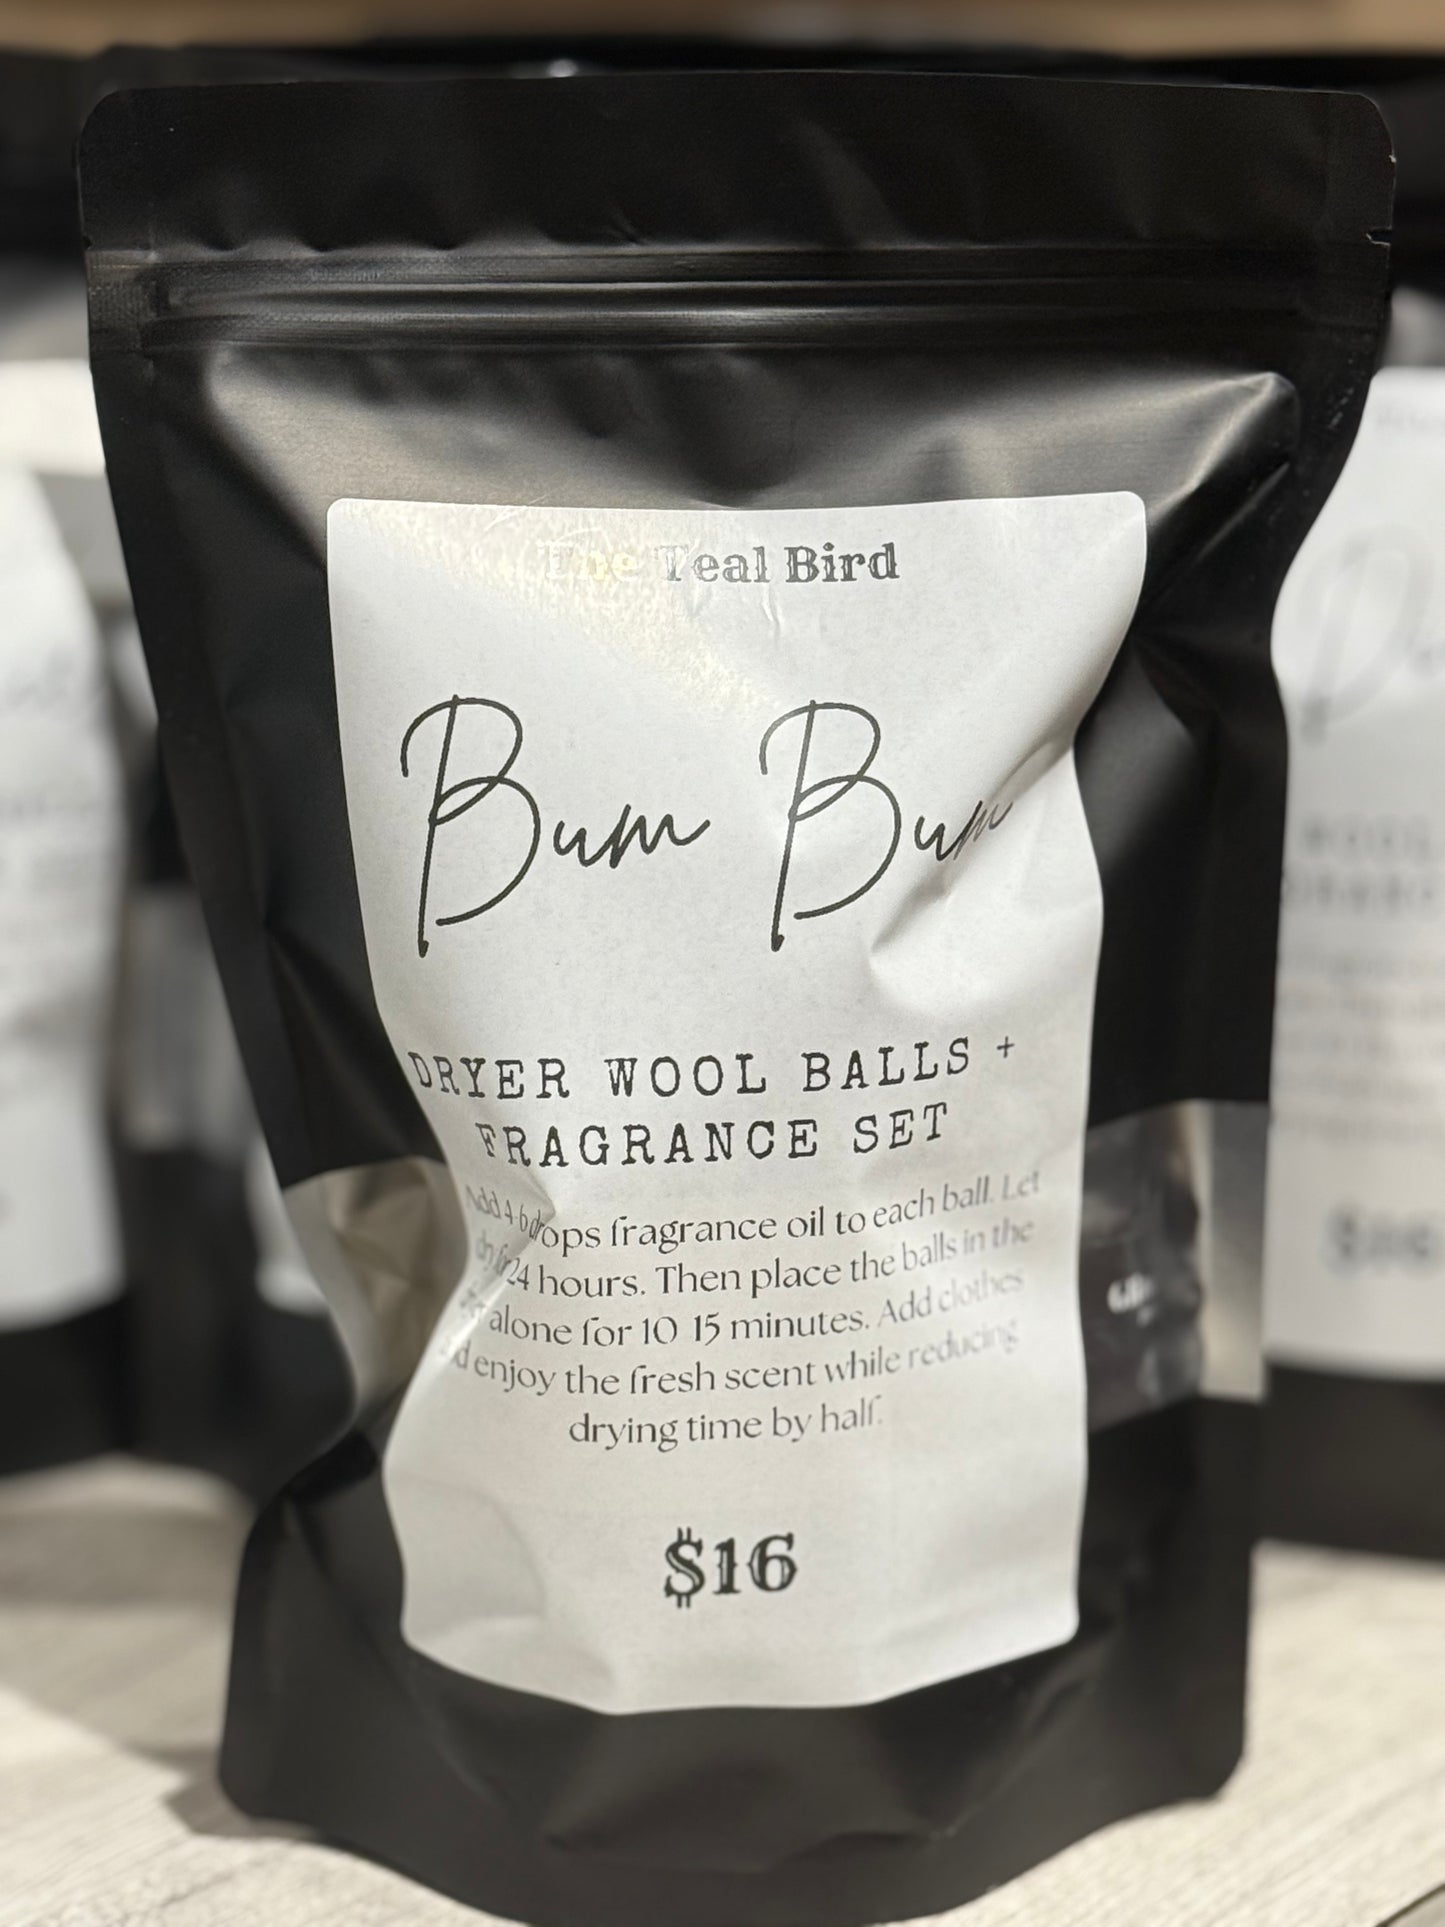 The Teal Bird
Bum Bum
DRYER WOOL BALLS +
FRAGRANCE SET
Add 4-6 drops fragrance oil to each ball. Let
dry for 24 hours. Then place the balls in the
alone for 10 15 minutes. Add clothes
and enjoy the fresh scent while reducing
drying time by half.
$16